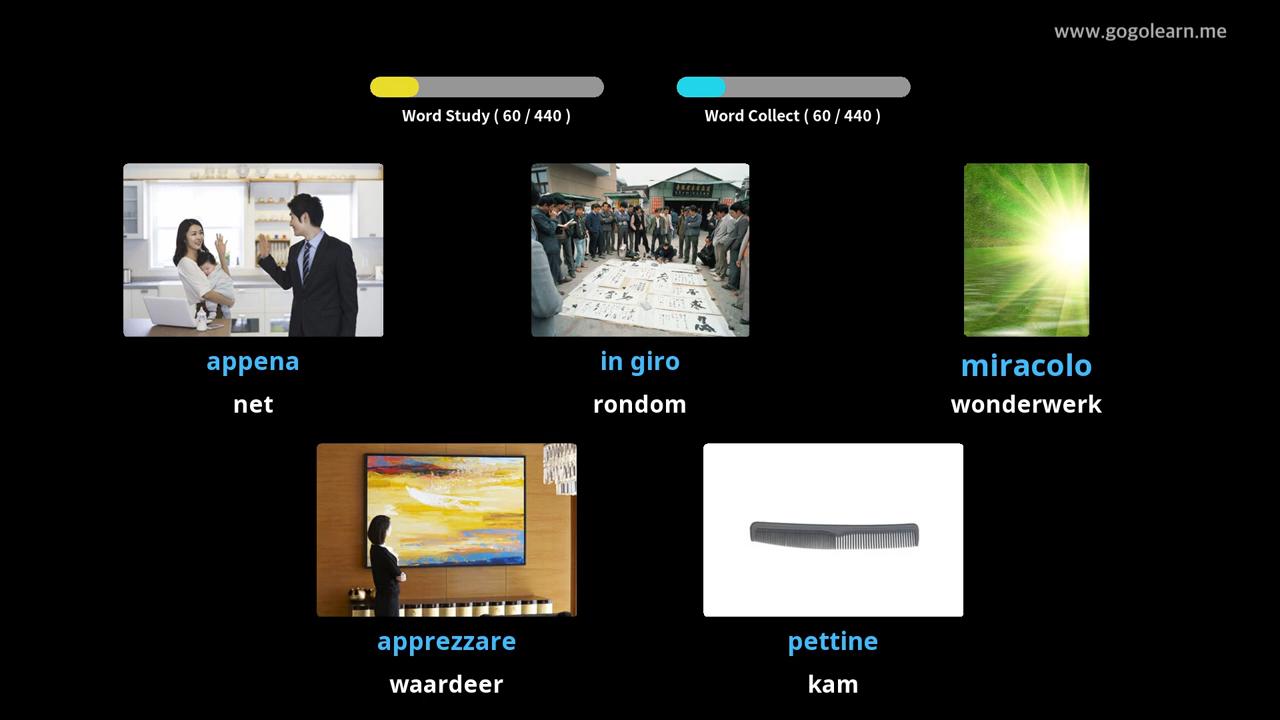 www.gogolearn.me
Word Study ( 60 / 440 )
Word Collect ( 60 / 440 )
appena
in giro
miracolo
net
rondom
wonderwerk
apprezzare
pettine
waardeer
kam